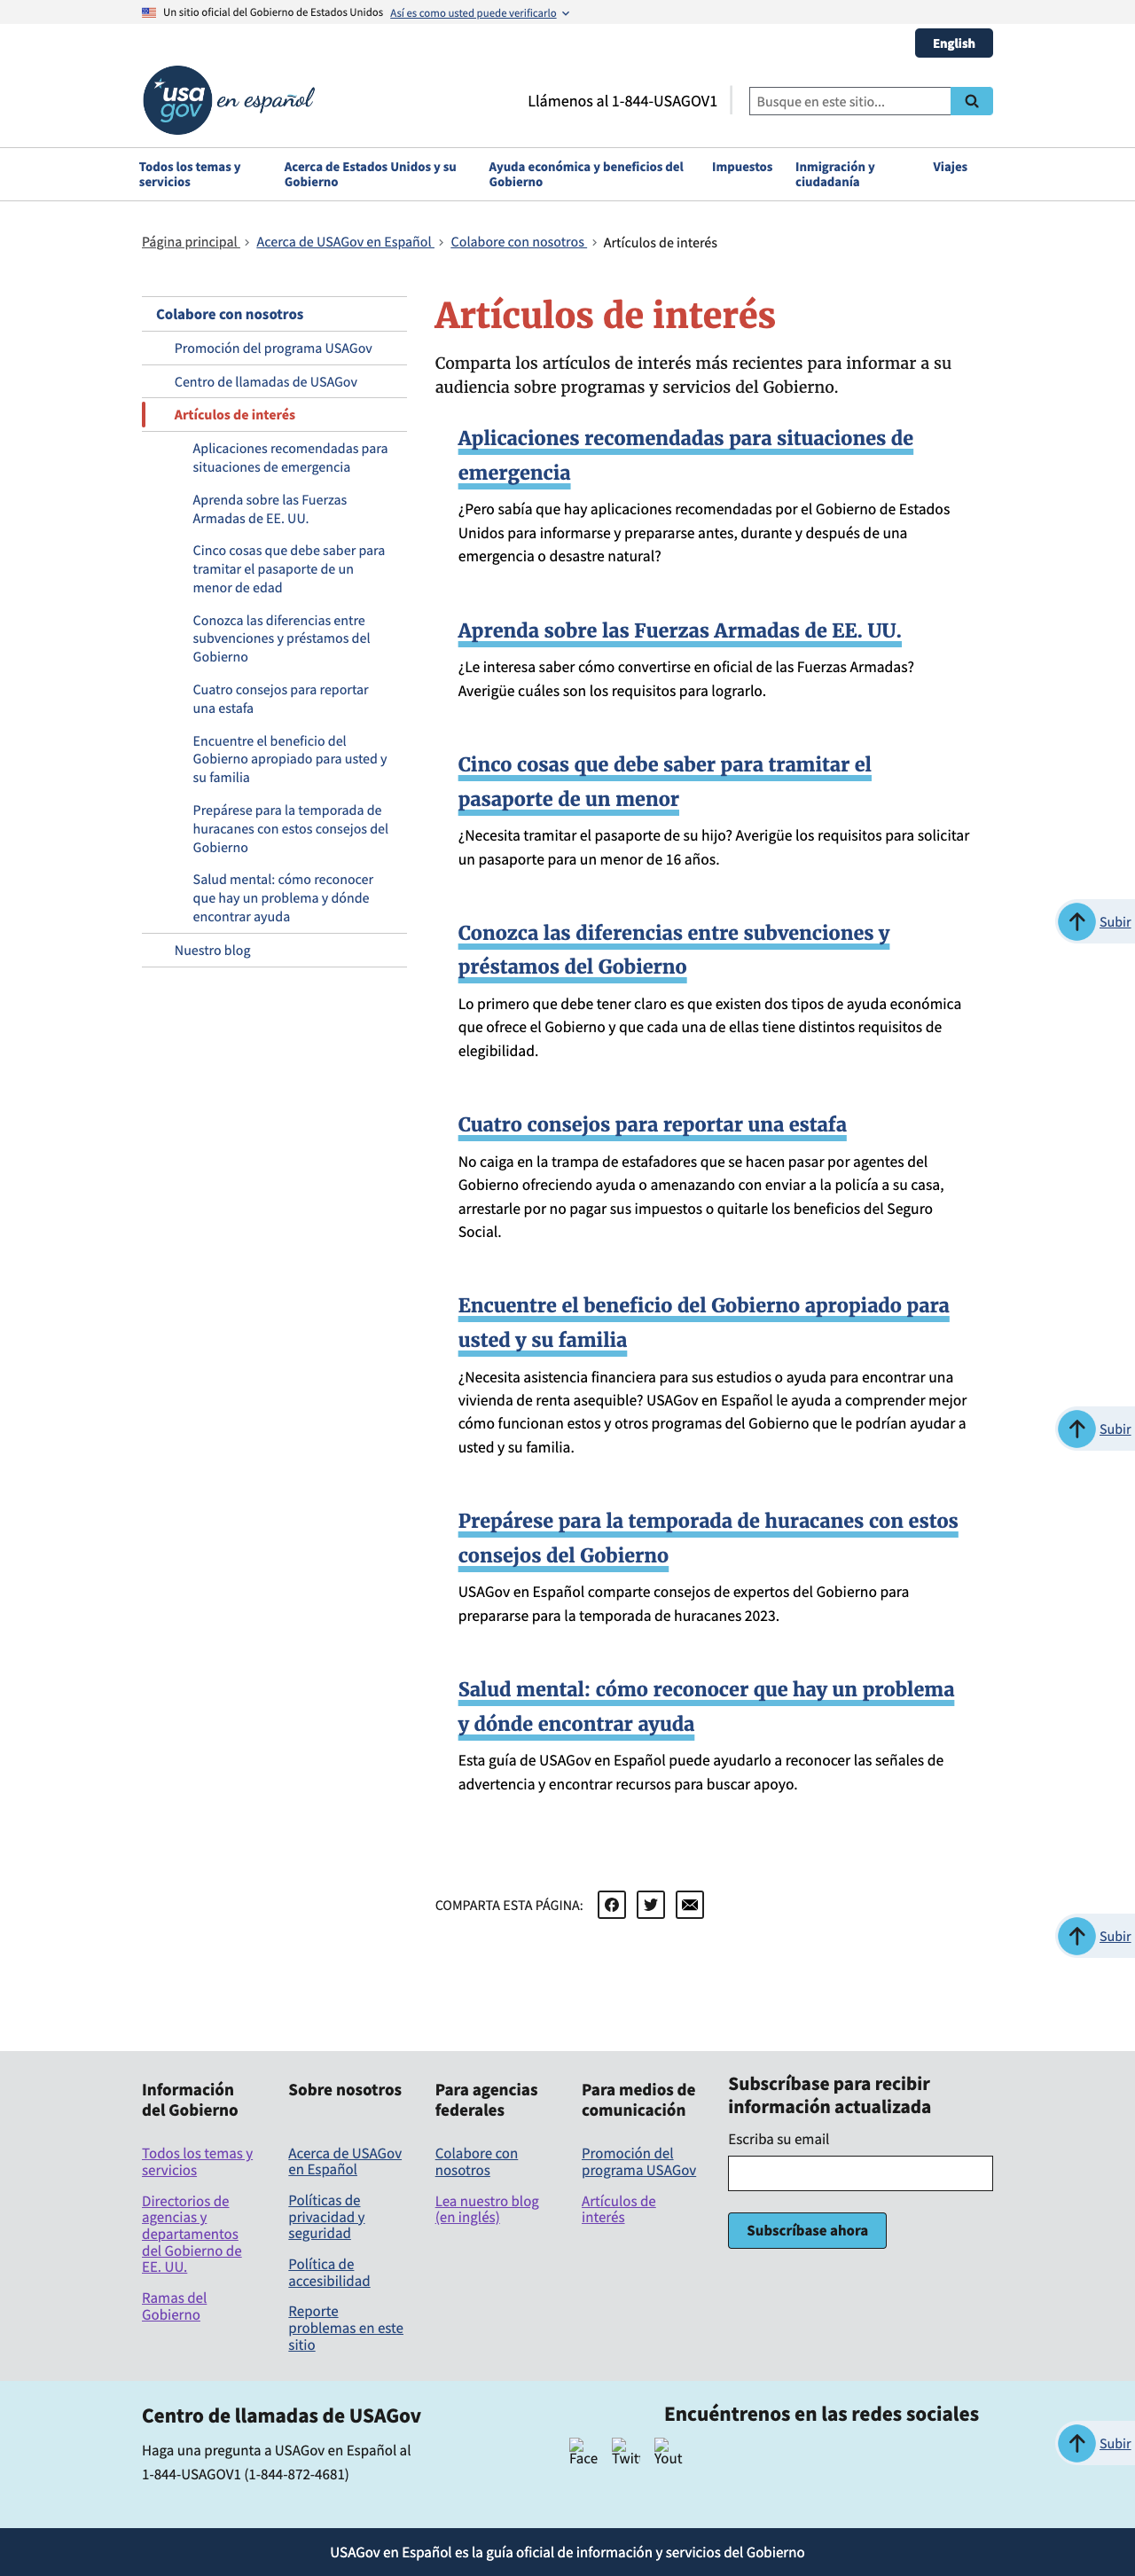 Un sitio oficial del Gobierno de Estados Unidos Así es como usted puede verificarlo
English
usa gov en español
Llámenos al 1-844-USAGOV1
Busque en este sitio...
Todos los temas y servicios
Acerca de Estados Unidos y su Gobierno
Ayuda económica y beneficios del Gobierno
Impuestos
Inmigración y ciudadanía
Viajes
Página principal > Acerca de USAGov en Español > Colabore con nosotros > Artículos de interés
Colabore con nosotros
Promoción del programa USAGov
Centro de llamadas de USAGov
Artículos de interés
Aplicaciones recomendadas para
situaciones de emergencia
Aprenda sobre las Fuerzas
Armadas de EE. UU.
Cinco cosas que debe saber para
tramitar el pasaporte de un
menor de edad
Conozca las diferencias entre
subvenciones y préstamos del
Gobierno
Cuatro consejos para reportar
una estafa
Encuentre el beneficio del
Gobierno apropiado para usted y
su familia
Prepárese para la temporada de
huracanes con estos consejos del
Gobierno
Salud mental: cómo reconocer
que hay un problema y dónde
encontrar ayuda
Nuestro blog
Artículos de interés
Comparta los artículos de interés más recientes para informar a su
audiencia sobre programas y servicios del Gobierno.
Aplicaciones recomendadas para situaciones de
emergencia
¿Pero sabía que hay aplicaciones recomendadas por el Gobierno de Estados
Unidos para informarse y prepararse antes, durante y después de una
emergencia o desastre natural?
Aprenda sobre las Fuerzas Armadas de EE. UU.
¿Le interesa saber cómo convertirse en oficial de las Fuerzas Armadas?
Averigüe cuáles son los requisitos para lograrlo.
Cinco cosas que debe saber para tramitar el
pasaporte de un menor
¿Necesita tramitar el pasaporte de su hijo? Averigüe los requisitos para solicitar
un pasaporte para un menor de 16 años.
Conozca las diferencias entre subvenciones y
préstamos del Gobierno
Lo primero que debe tener claro es que existen dos tipos de ayuda económica
que ofrece el Gobierno y que cada una de ellas tiene distintos requisitos de
elegibilidad.
Cuatro consejos para reportar una estafa
No caiga en la trampa de estafadores que se hacen pasar por agentes del
Gobierno ofreciendo ayuda o amenazando con enviar a la policía a su casa,
arrestarle por no pagar sus impuestos o quitarle los beneficios del Seguro
Social.
Encuentre el beneficio del Gobierno apropiado para
usted y su familia
¿Necesita asistencia financiera para sus estudios o ayuda para encontrar una
vivienda de renta asequible? USAGov en Español le ayuda a comprender mejor
cómo funcionan estos y otros programas del Gobierno que le podrían ayudar a
usted y su familia.
Prepárese para la temporada de huracanes con estos
consejos del Gobierno
USAGov en Español comparte consejos de expertos del Gobierno para
prepararse para la temporada de huracanes 2023.
Salud mental: cómo reconocer que hay un problema
y dónde encontrar ayuda
Esta guía de USAGov en Español puede ayudarlo a reconocer las señales de
advertencia y encontrar recursos para buscar apoyo.
COMPARTA ESTA PÁGINA:
Subir
Subir
Subir
Subir
Información
del Gobierno
Todos los temas y
servicios
Directorios de
agencias y
departamentos
del Gobierno de
EE. UU.
Ramas del
Gobierno
Sobre nosotros
Acerca de USAGov
en Español
Políticas de
privacidad y
seguridad
Política de
accesibilidad
Reporte
problemas en este
sitio
Para agencias
federales
Colabore con
nosotros
Lea nuestro blog
(en inglés)
Para medios de
comunicación
Promoción del
programa USAGov
Artículos de
interés
Subscríbase para recibir
información actualizada
Escriba su email
Subscríbase ahora
Centro de llamadas de USAGov
Haga una pregunta a USAGov en Español al
1-844-USAGOV1 (1-844-872-4681)
Encuéntrenos en las redes sociales
Face Twit Yout
USAGov en Español es la guía oficial de información y servicios del Gobierno